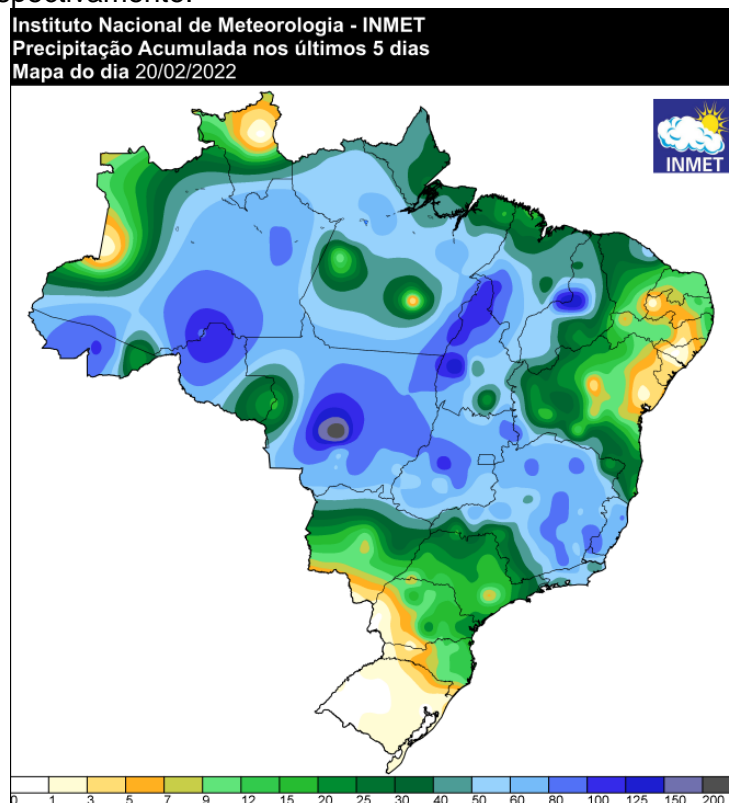 spectivamente.
Instituto Nacional de Meteorologia - INMET
Precipitação Acumulada nos últimos 5 dias
Mapa do dia 20/02/2022
INMET
0 1 3 5 7 9 12 15 20 25 30 40 50 60 80 100 125 150 200